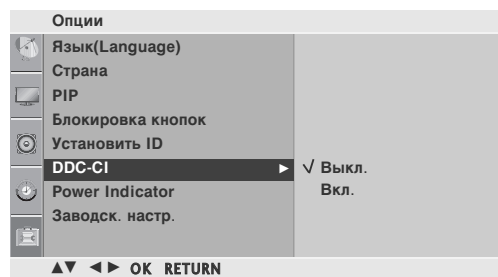 Опции
Язык(Language)
Страна
PIP
Блокировка кнопок
Установить ID
DDC-CI ► √ Выкл.
Power Indicator Вкл.
Заводск. настр.
▲▼ ◄► OK RETURN